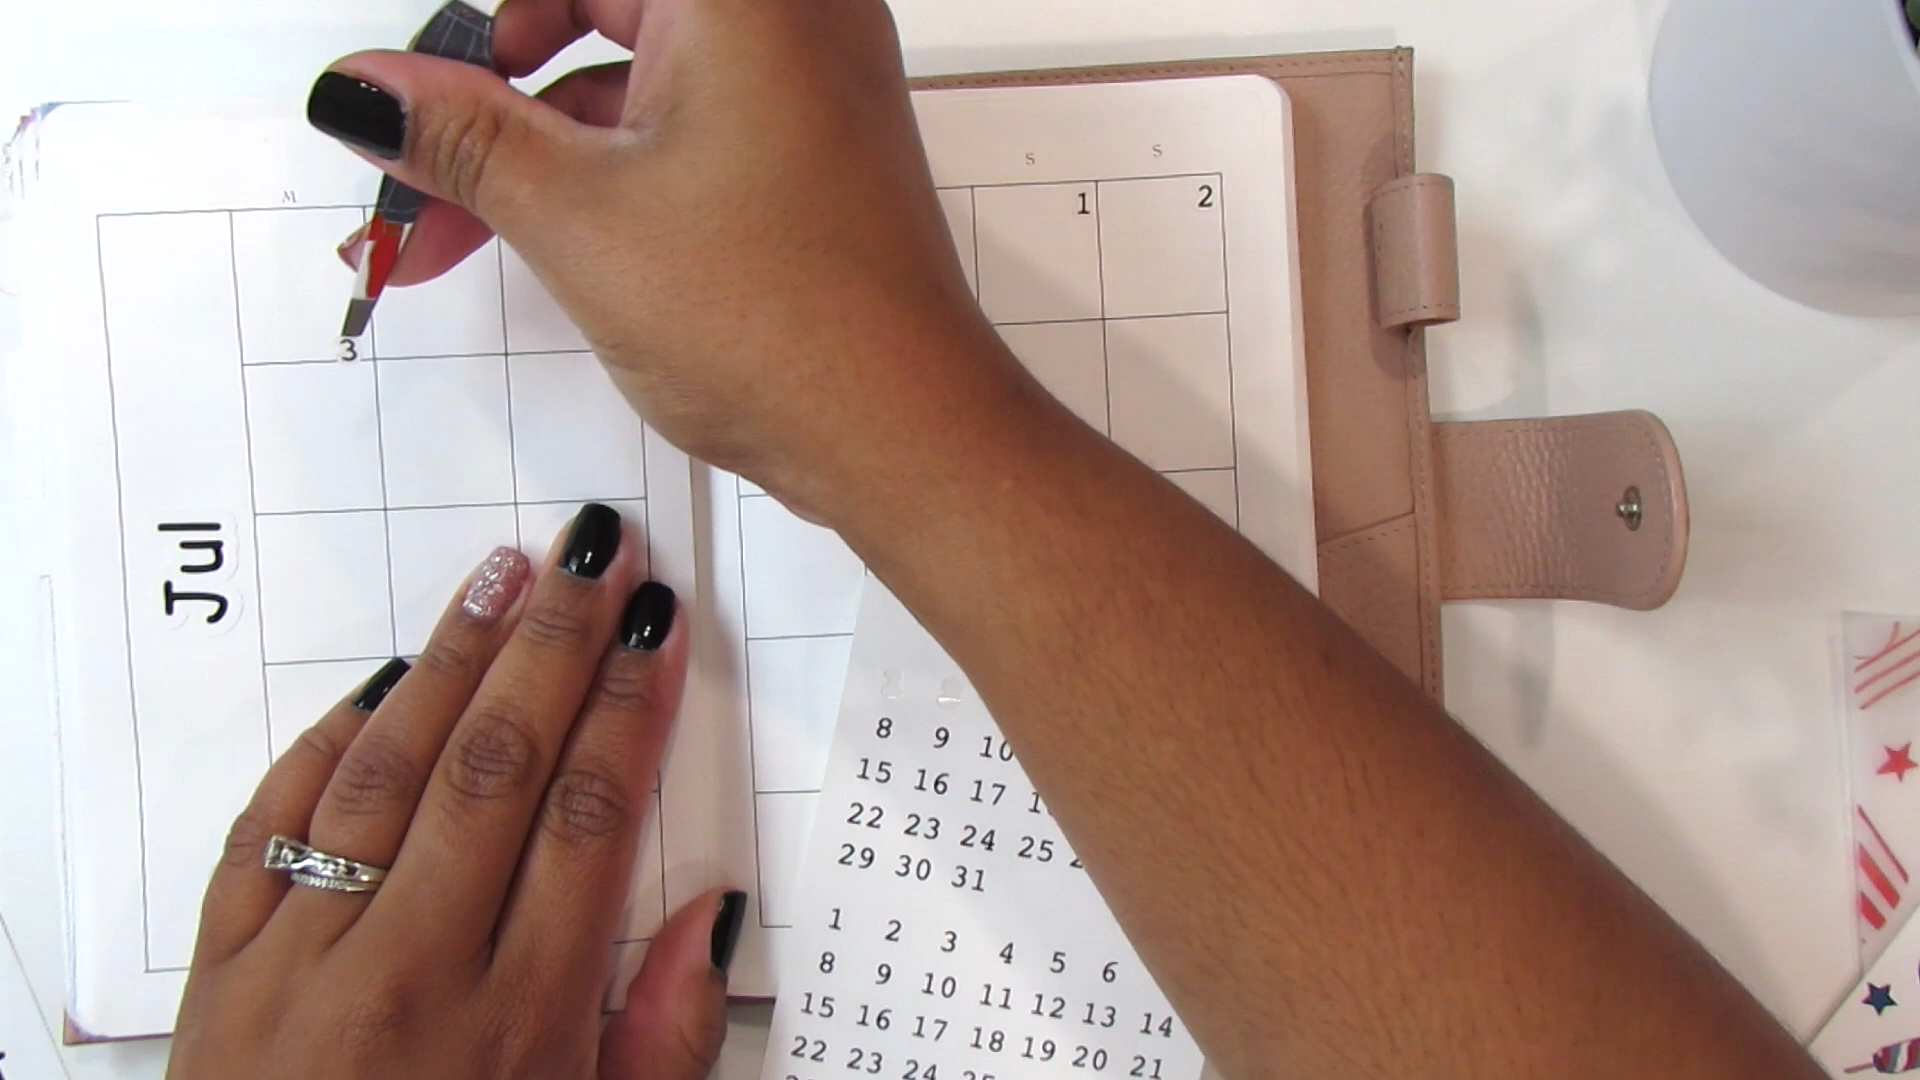 M S S
1 2
3
Jul
8 9 10
15 16 17
22 23 24 25
29 30 31
1 2 3 4 5 6
8 9 10 11 12 13 14
15 16 17 18 19 20 21
22 23 24